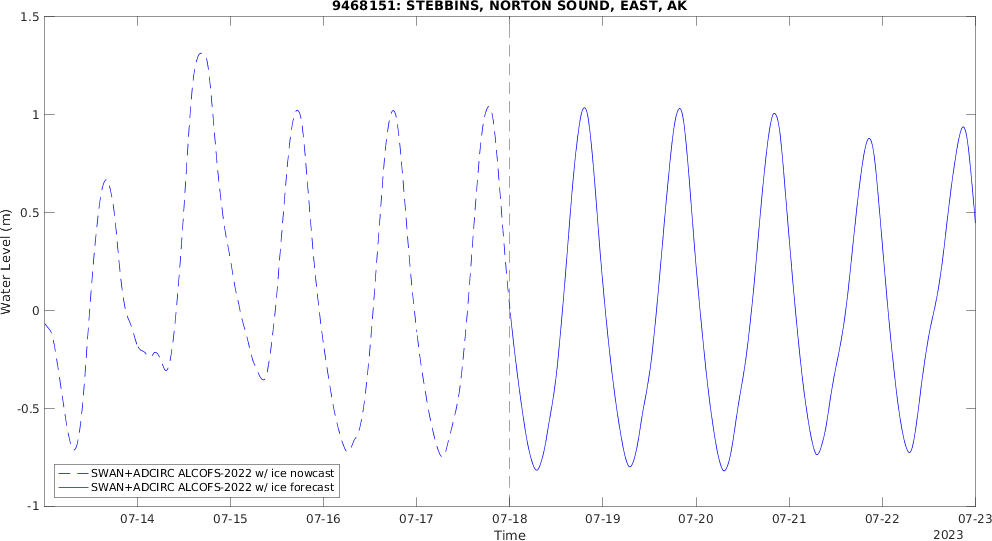 9468151: STEBBINS, NORTON SOUND, EAST, AK
1.5
1
0.5
0
-0.5
-1
Water Level (m)
SWAN+ADCIRC ALCOFS-2022 w/ ice nowcast
SWAN+ADCIRC ALCOFS-2022 w/ ice forecast
07-14 07-15 07-16 07-17 07-18 07-19 07-20 07-21 07-22 07-23
Time
2023